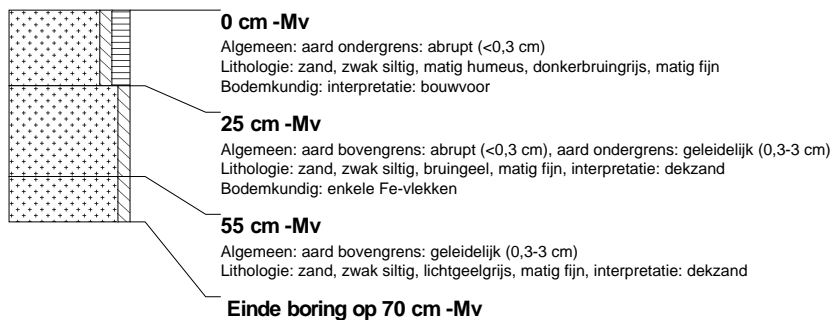 0 cm -Mv
Algemeen: aard ondergrens: abrupt (<0,3 cm)
Lithologie: zand, zwak siltig, matig humeus, donkerbruingrijs, matig fijn
Bodemkundig: interpretatie: bouwvoor
25 cm -Mv
Algemeen: aard bovengrens: abrupt (<0,3 cm), aard ondergrens: geleidelijk (0,3-3 cm)
Lithologie: zand, zwak siltig, bruingeel, matig fijn, interpretatie: dekzand
Bodemkundig: enkele Fe-vlekken
55 cm -Mv
Algemeen: aard bovengrens: geleidelijk (0,3-3 cm)
Lithologie: zand, zwak siltig, lichtgeelgrijs, matig fijn, interpretatie: dekzand
Einde boring op 70 cm -Mv